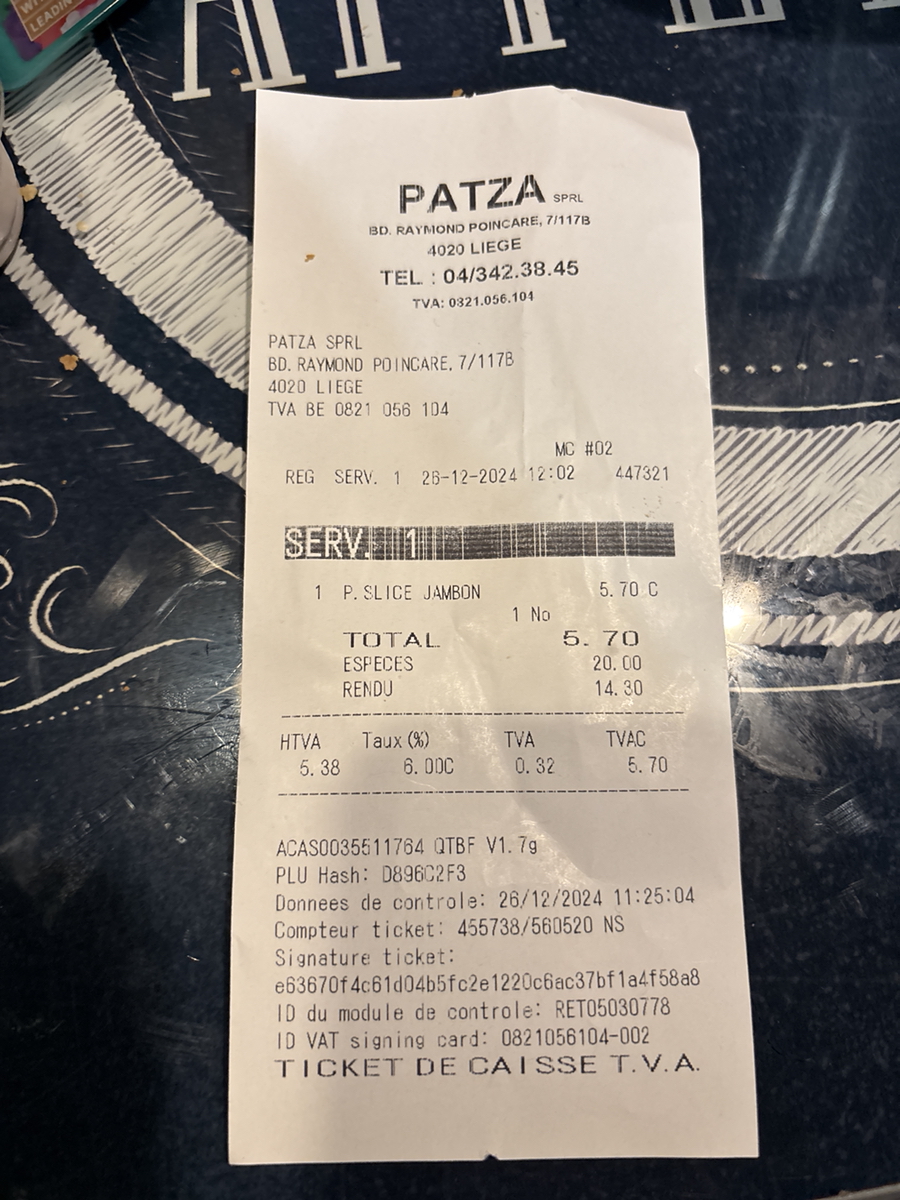 PATZA SPRL
BD. RAYMOND POINCARE, 7/117B
4020 LIEGE
TEL : 04/342.38.45
TVA: 0821.056.104
PATZA SPRL
BD. RAYMOND POINCARE, 7/117B
4020 LIEGE
TVA BE 0821 056 104
MC #02
REG SERV. 1 26-12-2024 12:02 447321
SERV. 1
1 P.SLICE JAMBON 5.70 C
1 No
TOTAL 5.70
ESPECES 20.00
RENDU 14.30
HTVA Taux(%) TVA TVAC
5.38 6.00C 0.32 5.70
ACAS0035511764 QTBF V1.7g
PLU Hash: D896C2F3
Donnees de controle: 26/12/2024 11:25:04
Compteur ticket: 455738/560520 NS
Signature ticket:
e63670f4c61d04b5fc2e1220c6ac37bf1a4f58a8
ID du module de controle: RET05030778
ID VAT signing card: 0821056104-002
TICKET DE CAISSE T.V.A.